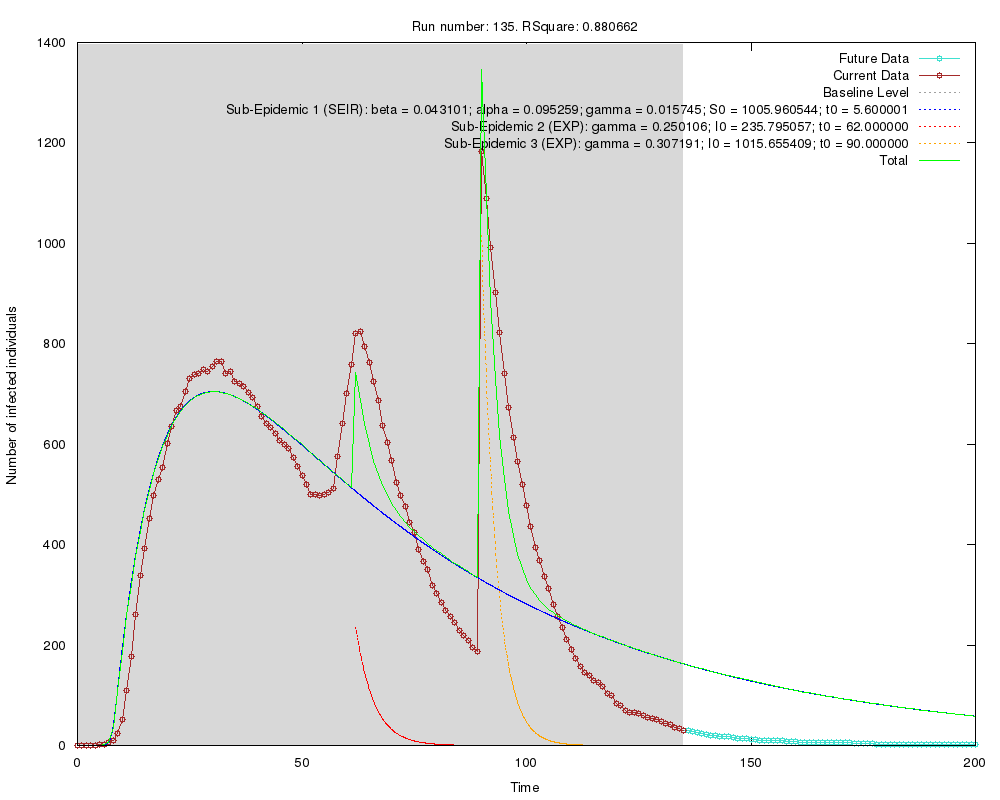 Run number: 135. RSquare: 0.880662
1400
1200
1000
800
600
400
200
0
Number of infected individuals
Future Data
Current Data
Baseline Level
Sub-Epidemic 1 (SEIR): beta = 0.043101; alpha = 0.095259; gamma = 0.015745; S0 = 1005.960544; t0 = 5.600001
Sub-Epidemic 2 (EXP): gamma = 0.250106; I0 = 235.795057; t0 = 62.000000
Sub-Epidemic 3 (EXP): gamma = 0.307191; I0 = 1015.655409; t0 = 90.000000
Total
0
50
100
150
200
Time